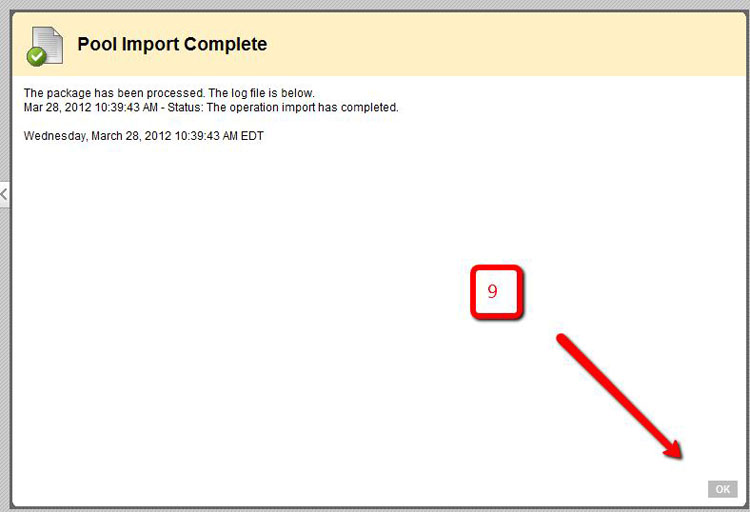 Pool Import Complete
The package has been processed. The log file is below.
Mar 28, 2012 10:39:43 AM - Status: The operation import has completed.
Wednesday, March 28, 2012 10:39:43 AM EDT
9
OK